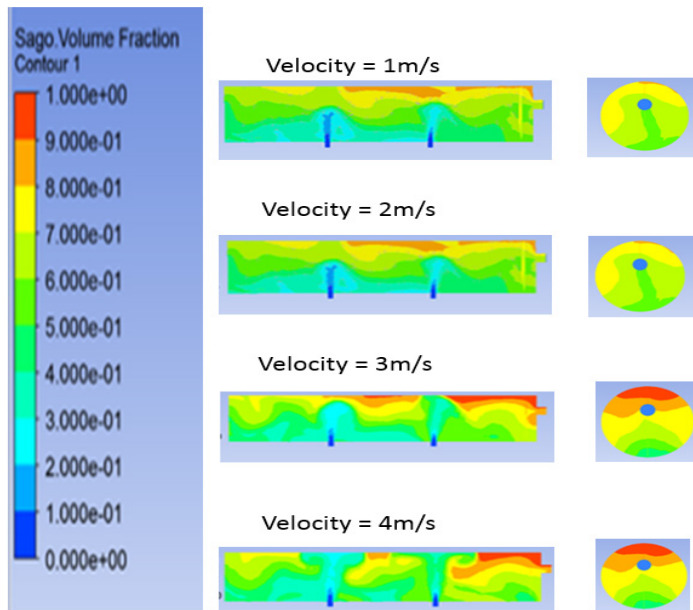 Sago.Volume Fraction
Contour 1
1.000e+00
9.000e-01
8.000e-01
7.000e-01
6.000e-01
5.000e-01
4.000e-01
3.000e-01
2.000e-01
1.000e-01
0.000e+00
Velocity = 1m/s
Velocity = 2m/s
Velocity = 3m/s
Velocity = 4m/s